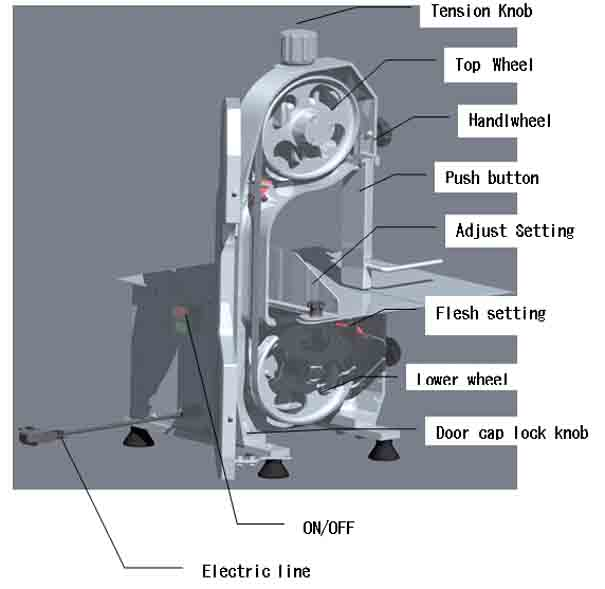 Tension Knob
Top Wheel
Handlwheel
Push button
Adjust Setting
Flesh setting
Lower wheel
Door cap lock knob
ON/OFF
Electric line